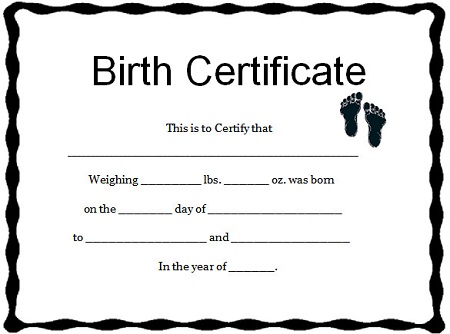 Birth Certificate
This is to Certify that
_______________________________________________
Weighing _________ lbs. _______ oz. was born
on the ________ day of ____________________
to __________________ and __________________
In the year of _______.